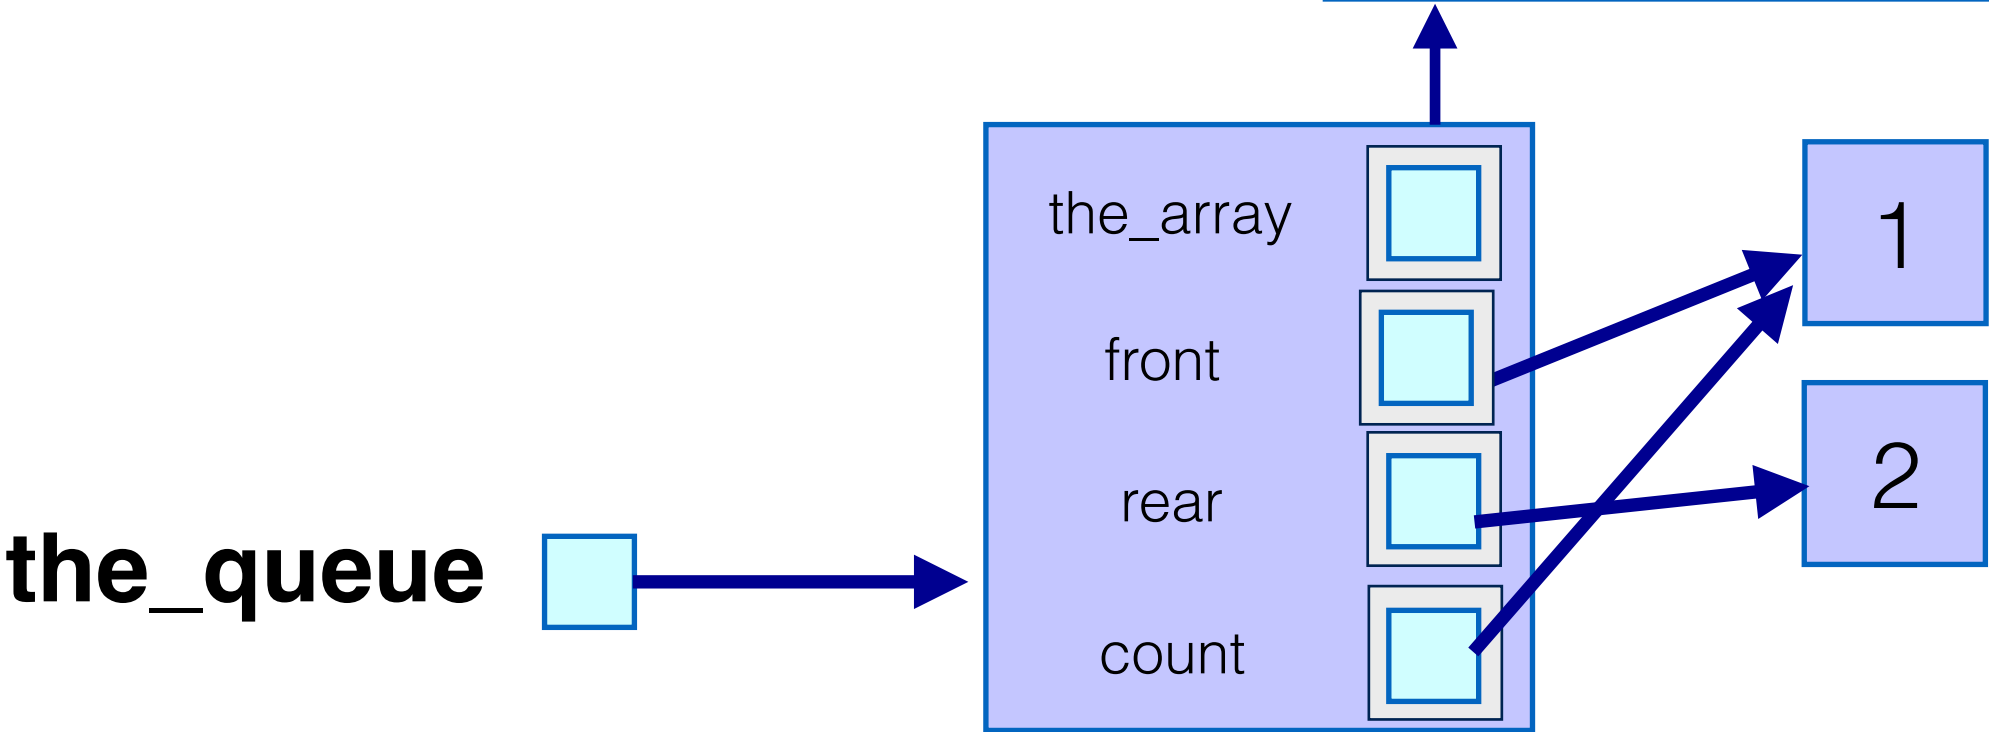 the_array
1
front
2
rear
the_queue
count